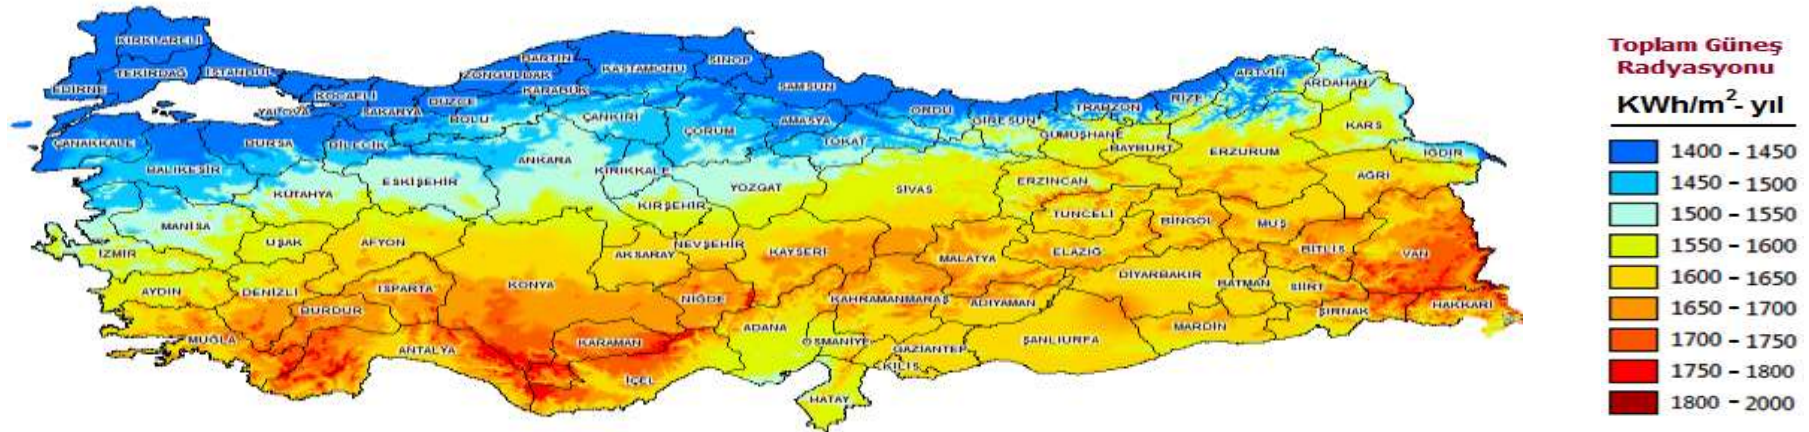 KIRKLARELİ
TEKİRDAĞ
İSTANBUL
EDİRNE
KOCAELİ
YALOVA
SAKARYA
DÜZCE
ZONGULDAK
BARTIN
KARABÜK
KASTAMONU
SİNOP
SAMSUN
ORDU
GİRESUN
TRABZON
RİZE
ARTVİN
ARDAHAN
KARS
IĞDIR
ÇANAKKALE
BURSA
BİLECİK
BOLU
ÇANKIRI
ÇORUM
AMASYA
TOKAT
GÜMÜŞHANE
BAYBURT
ERZURUM
AĞRI
BALIKESİR
KÜTAHYA
ESKİŞEHİR
ANKARA
KIRIKKALE
YOZGAT
SİVAS
ERZİNCAN
KIRŞEHİR
TUNCELİ
BİNGÖL
MUŞ
MANİSA
UŞAK
AFYON
İZMİR
AKSARAY
NEVŞEHİR
KAYSERİ
MALATYA
ELAZIĞ
BİTLİS
VAN
DİYARBAKIR
BATMAN
SİİRT
AYDIN
DENİZLİ
ISPARTA
KONYA
NİĞDE
KAHRAMANMARAŞ
ADIYAMAN
MARDİN
ŞIRNAK
HAKKARİ
BURDUR
MUĞLA
ANTALYA
KARAMAN
ADANA
OSMANİYE
GAZİANTEP
ŞANLIURFA
KİLİS
İÇEL
HATAY
Toplam Güneş
Radyasyonu
KWh/m²- yıl
1400 - 1450
1450 - 1500
1500 - 1550
1550 - 1600
1600 - 1650
1650 - 1700
1700 - 1750
1750 - 1800
1800 - 2000